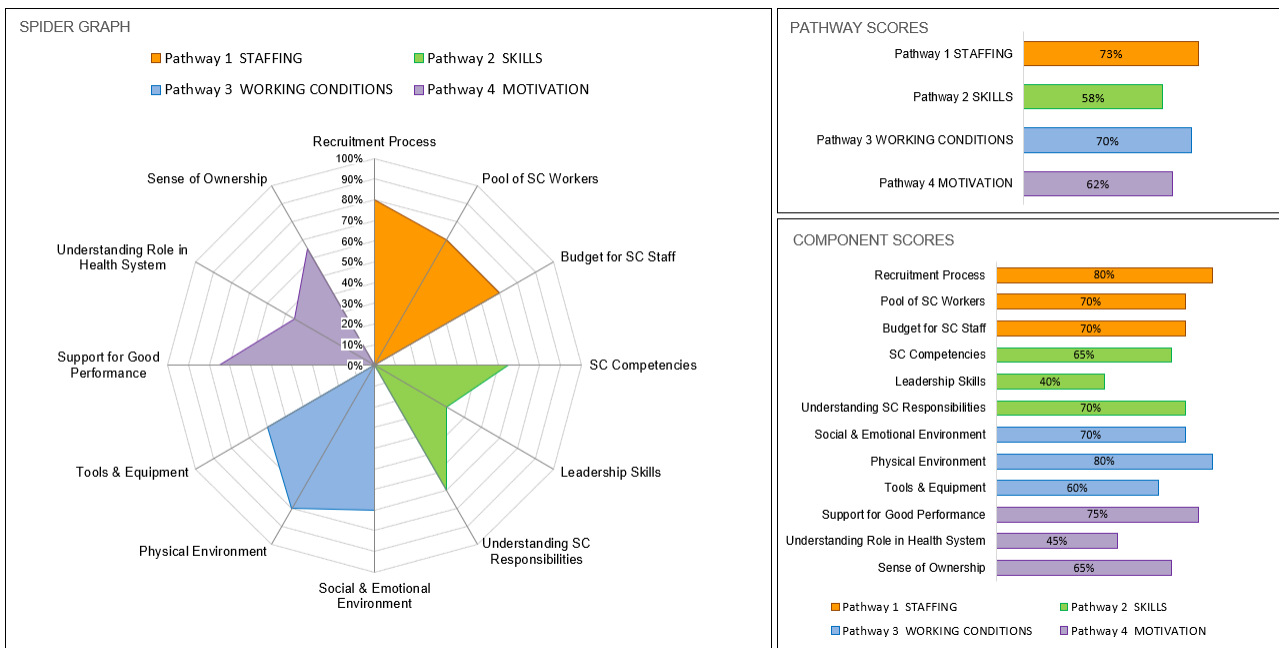 SPIDER GRAPH
Pathway 1  STAFFING
Pathway 2  SKILLS
Pathway 3  WORKING CONDITIONS
Pathway 4  MOTIVATION
Recruitment Process
100%
90%
80%
70%
60%
50%
40%
30%
20%
10%
0%
Pool of SC Workers
Budget for SC Staff
SC Competencies
Leadership Skills
Understanding SC
Responsibilities
Social & Emotional
Environment
Physical Environment
Tools & Equipment
Support for Good
Performance
Understanding Role in
Health System
Sense of Ownership
PATHWAY SCORES
Pathway 1 STAFFING 73%
Pathway 2 SKILLS 58%
Pathway 3 WORKING CONDITIONS 70%
Pathway 4 MOTIVATION 62%
COMPONENT SCORES
Recruitment Process 80%
Pool of SC Workers 70%
Budget for SC Staff 70%
SC Competencies 65%
Leadership Skills 40%
Understanding SC Responsibilities 70%
Social & Emotional Environment 70%
Physical Environment 80%
Tools & Equipment 60%
Support for Good Performance 75%
Understanding Role in Health System 45%
Sense of Ownership 65%
Pathway 1  STAFFING
Pathway 2  SKILLS
Pathway 3  WORKING CONDITIONS
Pathway 4  MOTIVATION